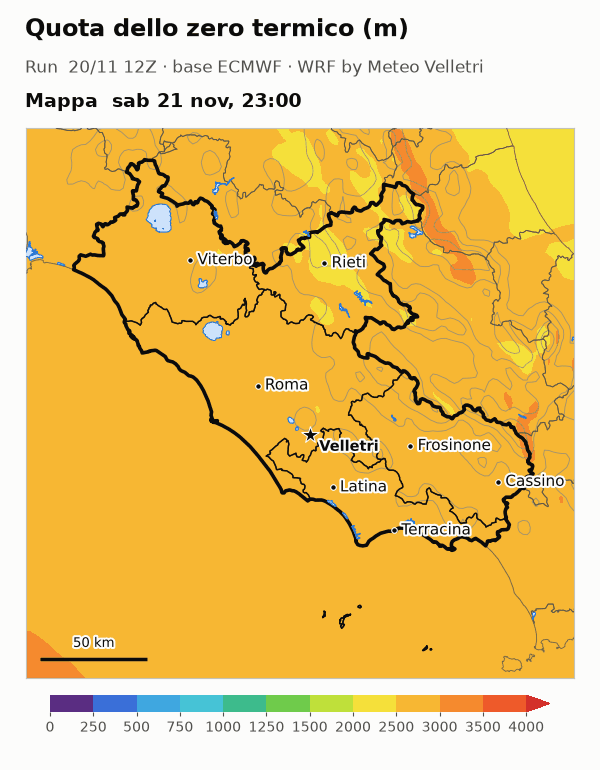 Quota dello zero termico (m)
Run  20/11 12Z · base ECMWF · WRF by Meteo Velletri
Mappa  sab 21 nov, 23:00
Viterbo
Rieti
Roma
Velletri
Frosinone
Latina
Cassino
Terracina
50 km
0 250 500 750 1000 1250 1500 2000 2500 3000 3500 4000